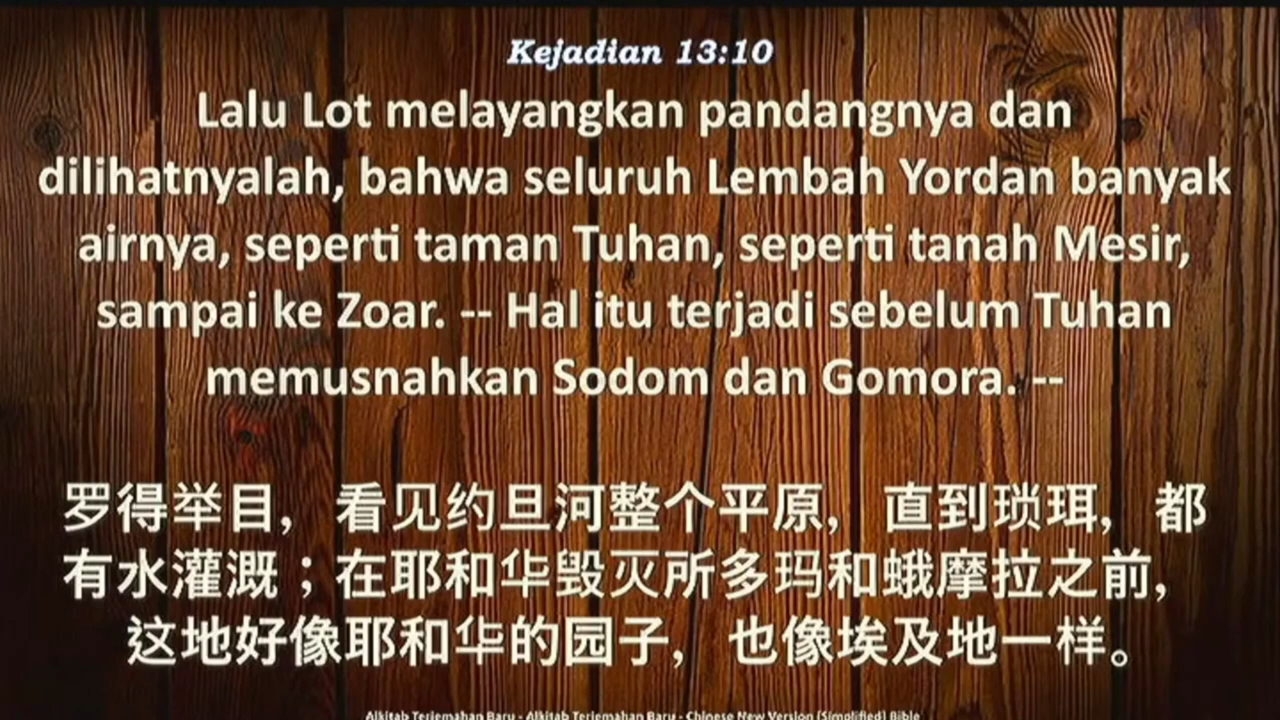 Kejadian 13:10
Lalu Lot melayangkan pandangnya dan
dilihatnyalah, bahwa seluruh Lembah Yordan banyak
airnya, seperti taman Tuhan, seperti tanah Mesir,
sampai ke Zoar. -- Hal itu terjadi sebelum Tuhan
memusnahkan Sodom dan Gomora. --
罗得举目，看见约旦河整个平原，直到琐珥，都
有水灌溉；在耶和华毁灭所多玛和蛾摩拉之前，
这地好像耶和华的园子，也像埃及地一样。
Alkitab Terjemahan Baru - Alkitab Terjemahan Baru - Chinese New Version (Simplified) Bible